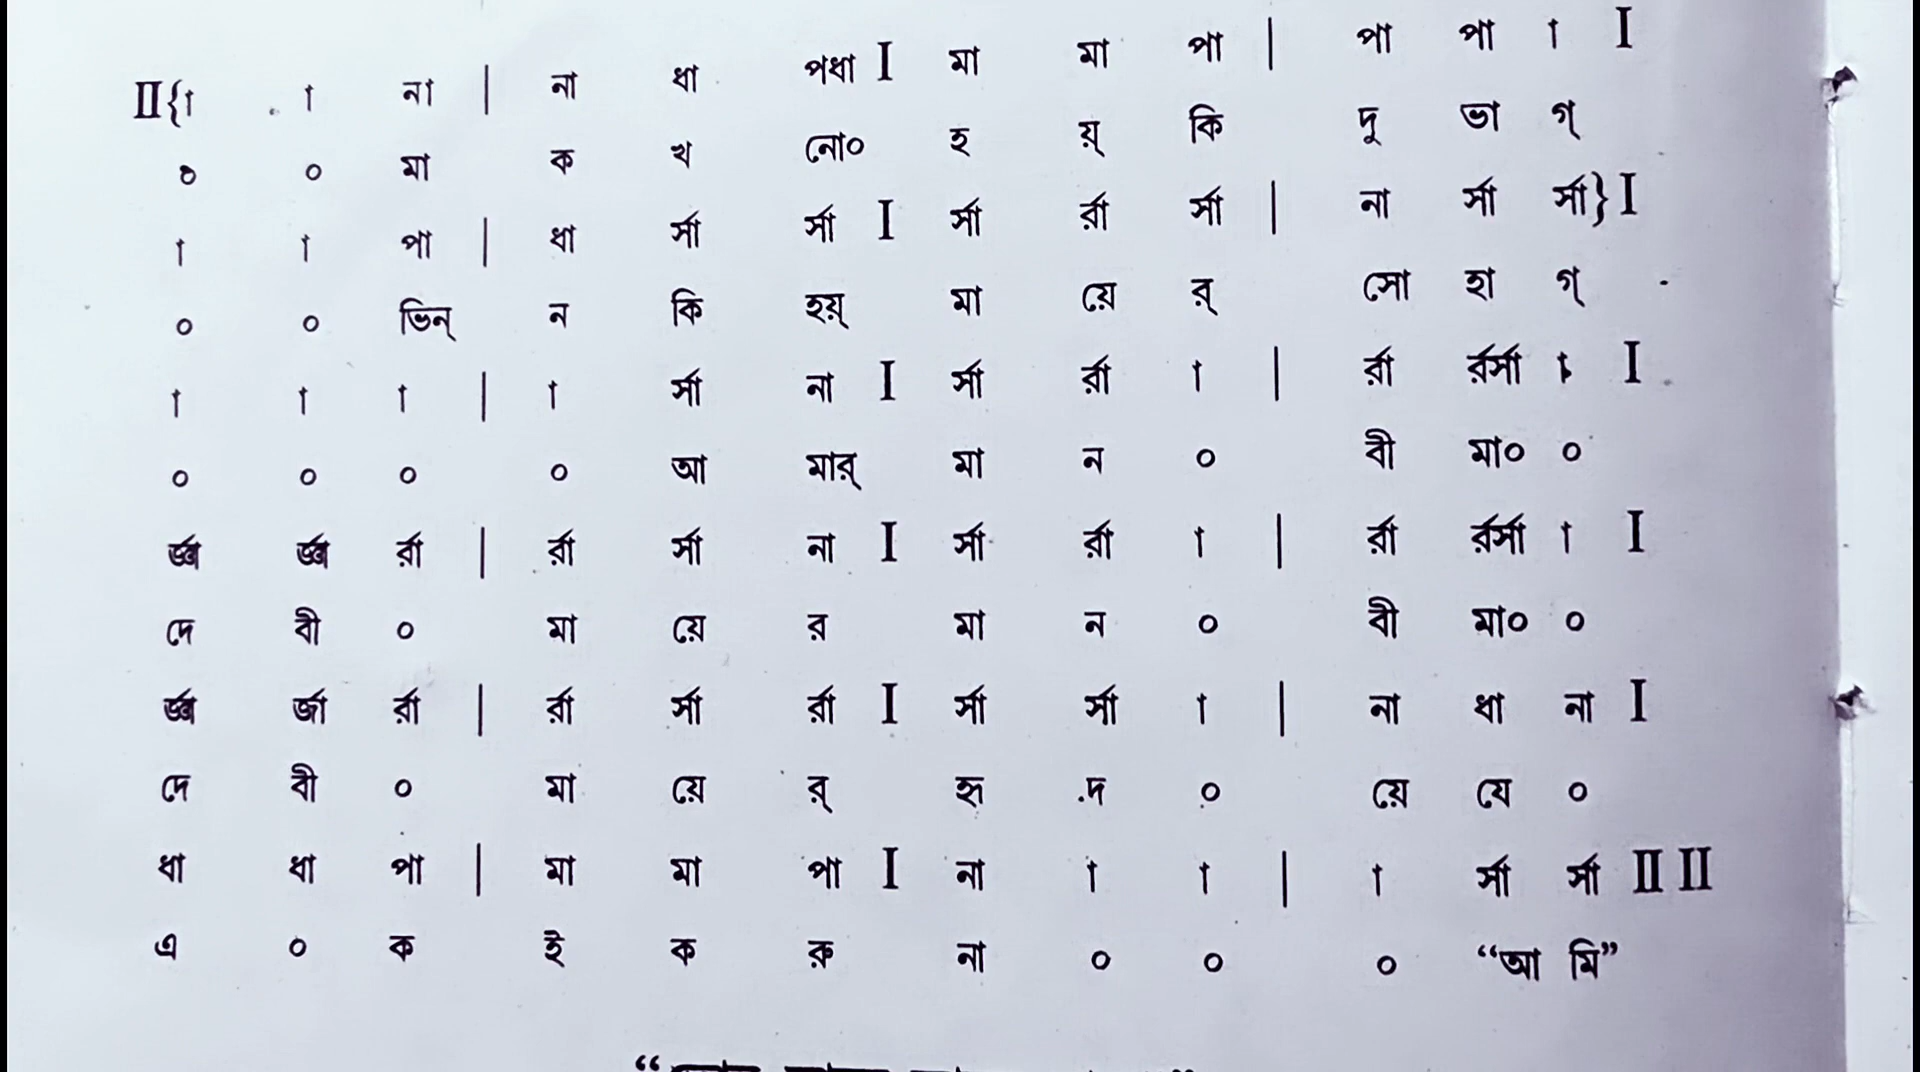 II{া া না | না ধা পধা I মা মা পা | পা পা া I
০ ০ মা ক খ নো০ হ য়্ কি দু ভা গ্
া া পা | ধা র্সা র্সা I র্সা র্রা র্সা | না র্সা র্সা} I
০ ০ ভিন্ ন কি হয়্ মা য়ে র্ সো হা গ্
া া া | া র্সা না I র্সা র্রা া | র্রা র্রর্সা া I
০ ০ ০ ০ আ মার্ মা ন ০ বী মা০ ০
র্জ্ঞা র্জ্ঞা র্রা | র্রা র্সা না I র্সা র্রা া | র্রা র্রর্সা া I
দে বী ০ মা য়ে র মা ন ০ বী মা০ ০
র্জ্ঞা র্জা র্রা | র্রা র্সা র্রা I র্সা র্সা া | না ধা না I
দে বী ০ মা য়ে র্ হৃ দ ০ য়ে যে ০
ধা ধা পা | মা মা পা I না া া | া র্সা র্সা II II
এ ০ ক ই ক রু না ০ ০ ০ “আ মি”